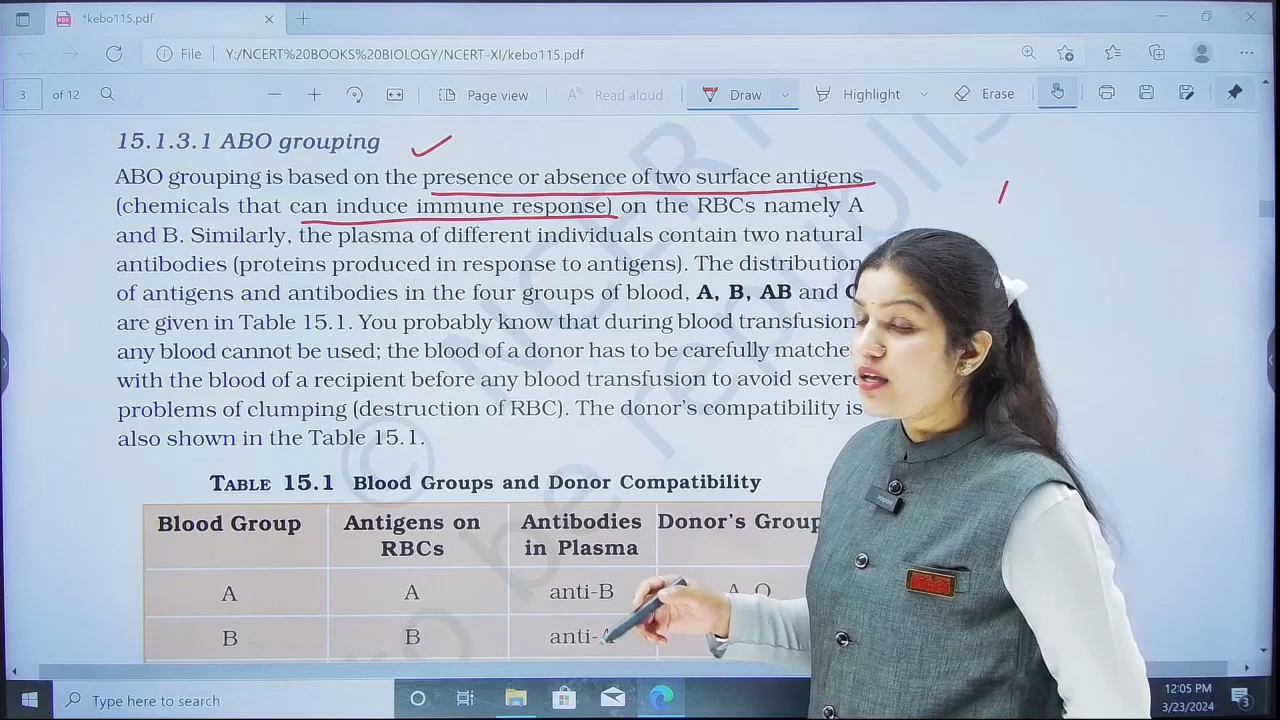 *kebo115.pdf
File Y:/NCERT%20BOOKS%20BIOLOGY/NCERT-XI/kebo115.pdf
3 of 12 Page view Read aloud Draw Highlight Erase
15.1.3.1 ABO grouping
ABO grouping is based on the presence or absence of two surface antigens
(chemicals that can induce immune response) on the RBCs namely A
and B. Similarly, the plasma of different individuals contain two natural
antibodies (proteins produced in response to antigens). The distribution
of antigens and antibodies in the four groups of blood, A, B, AB and
are given in Table 15.1. You probably know that during blood transfusion,
any blood cannot be used; the blood of a donor has to be carefully matche
with the blood of a recipient before any blood transfusion to avoid severe
problems of clumping (destruction of RBC). The donor's compatibility is
also shown in the Table 15.1.
TABLE 15.1 Blood Groups and Donor Compatibility
Blood Group Antigens on RBCs Antibodies in Plasma Donor's Group
A A anti-B A, O
B B anti-A
© NCERT
to be republis
Type here to search
12:05 PM
3/23/2024
3